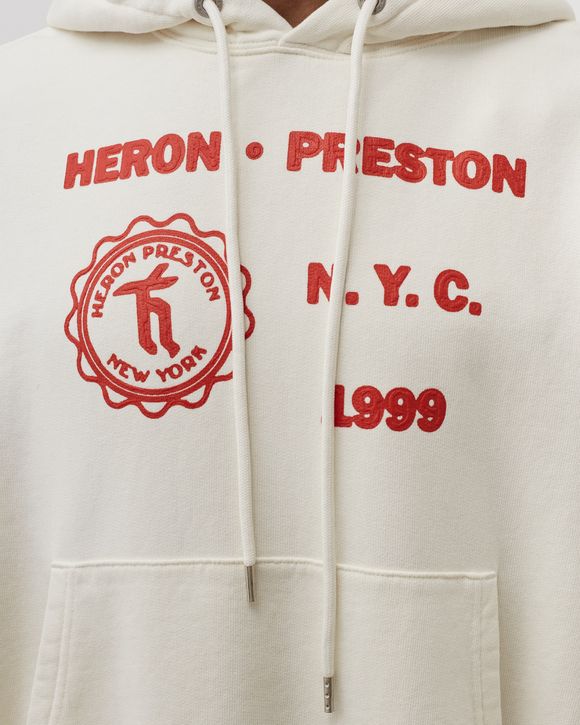 HERON • PRESTON
HERON PRESTON
NEW YORK
N. Y. C.
1999